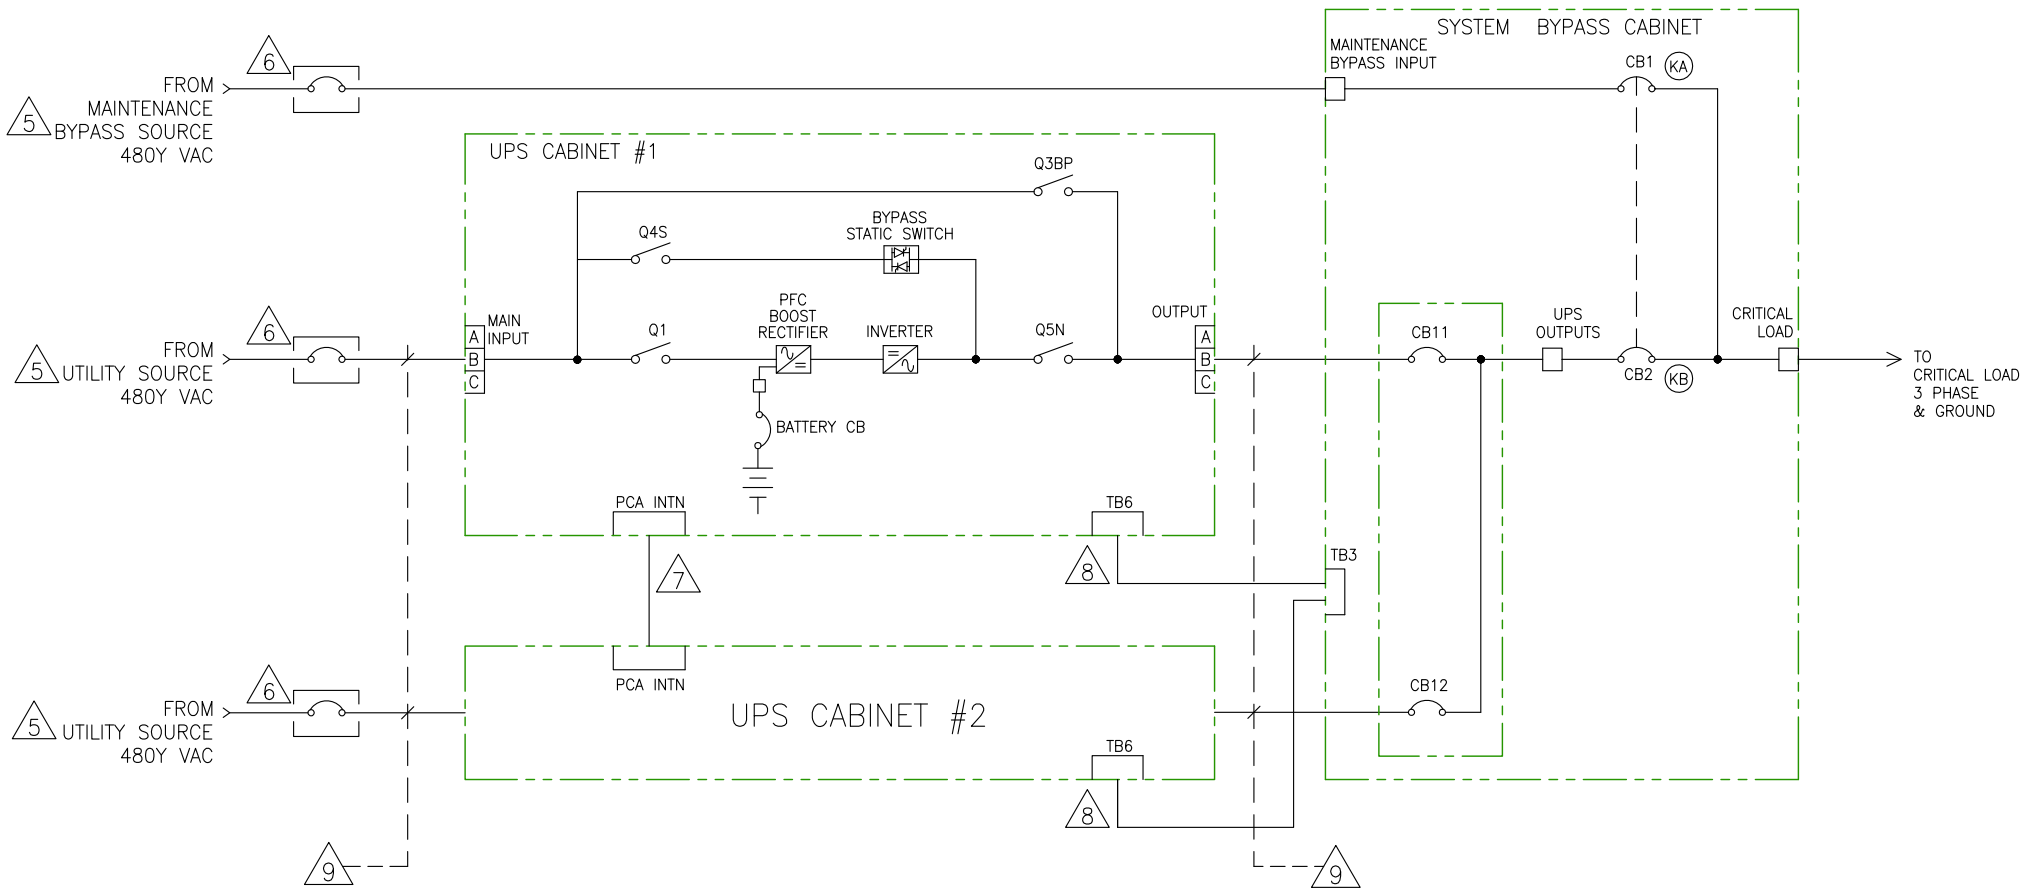 SYSTEM BYPASS CABINET
MAINTENANCE
BYPASS INPUT
CB1
KA
6
FROM
MAINTENANCE
BYPASS SOURCE
480Y VAC
5
UPS CABINET #1
Q3BP
Q4S
BYPASS
STATIC SWITCH
6
FROM
UTILITY SOURCE
480Y VAC
5
A
B
C
MAIN
INPUT
Q1
PFC
BOOST
RECTIFIER
INVERTER
Q5N
OUTPUT
A
B
C
BATTERY CB
CB11
UPS
OUTPUTS
CB2
KB
CRITICAL
LOAD
TO
CRITICAL LOAD
3 PHASE
& GROUND
PCA INTN
TB6
7
8
TB3
6
FROM
UTILITY SOURCE
480Y VAC
5
PCA INTN
UPS CABINET #2
CB12
TB6
8
9
9